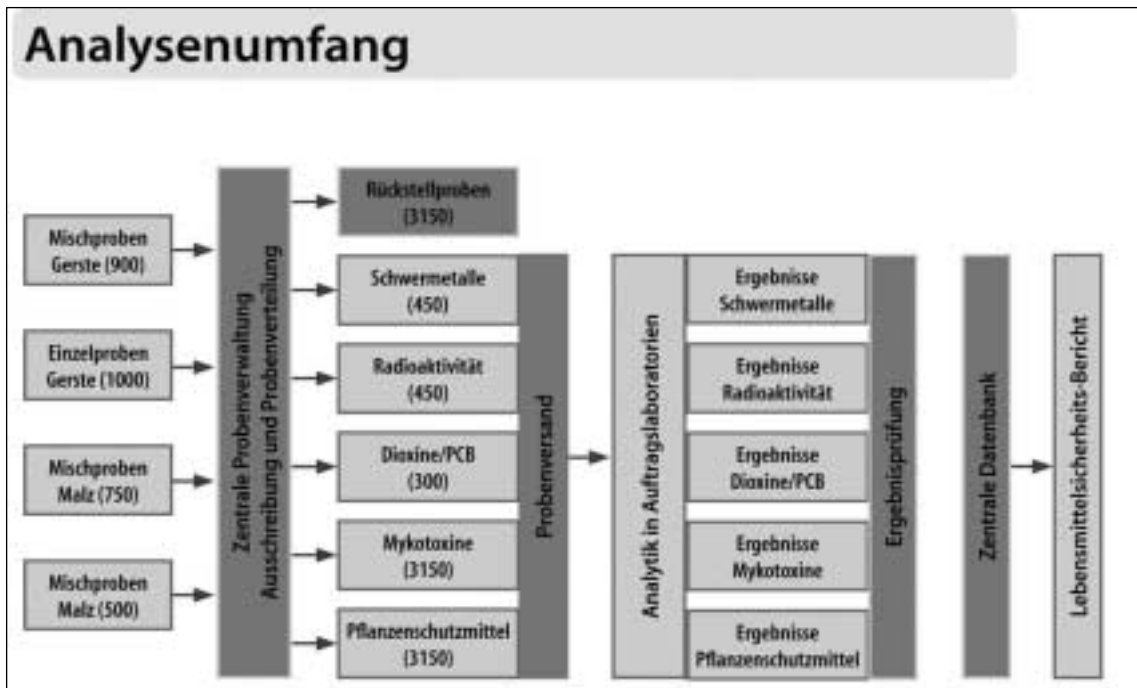 Analysenumfang
Mischproben
Gerste (900)
Einzelproben
Gerste (1000)
Mischproben
Malz (750)
Mischproben
Malz (500)
Zentrale Probenverwaltung
Ausschreibung und Probenverteilung
Rückstellproben
(3150)
Schwermetalle
(450)
Radioaktivität
(450)
Dioxine/PCB
(300)
Mykotoxine
(3150)
Pflanzenschutzmittel
(3150)
Probenversand
Analytik in Auftragslaboratorien
Ergebnisse
Schwermetalle
Ergebnisse
Radioaktivität
Ergebnisse
Dioxine/PCB
Ergebnisse
Mykotoxine
Ergebnisse
Pflanzenschutzmittel
Ergebnisprüfung
Zentrale Datenbank
Lebensmittelsicherheits-Bericht